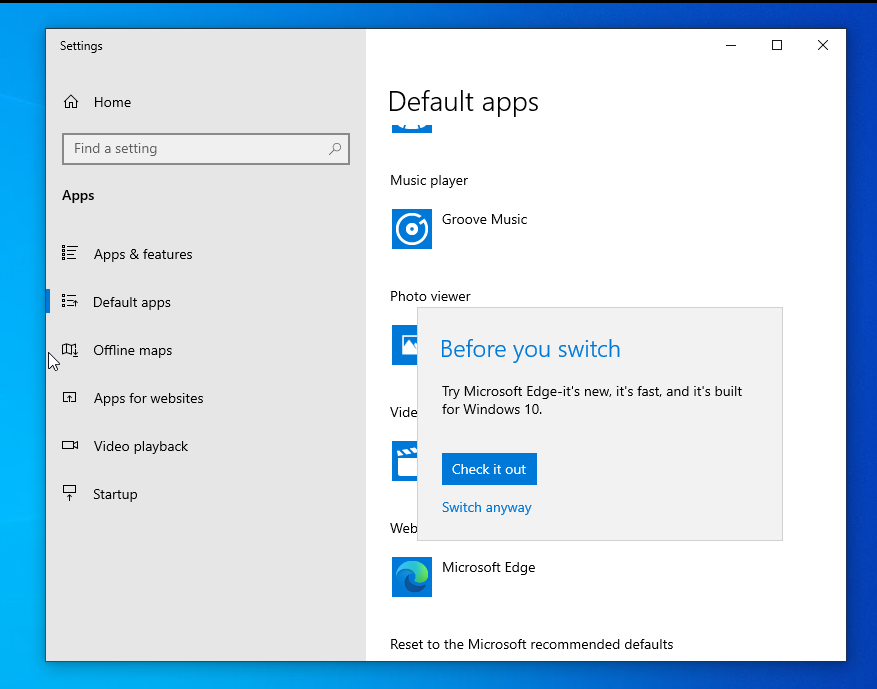 Settings
Home
Find a setting
Apps
Apps & features
Default apps
Offline maps
Apps for websites
Video playback
Startup
Default apps
Music player
Groove Music
Photo viewer
Before you switch
Try Microsoft Edge-it's new, it's fast, and it's built
for Windows 10.
Check it out
Switch anyway
Vide
Web
Microsoft Edge
Reset to the Microsoft recommended defaults